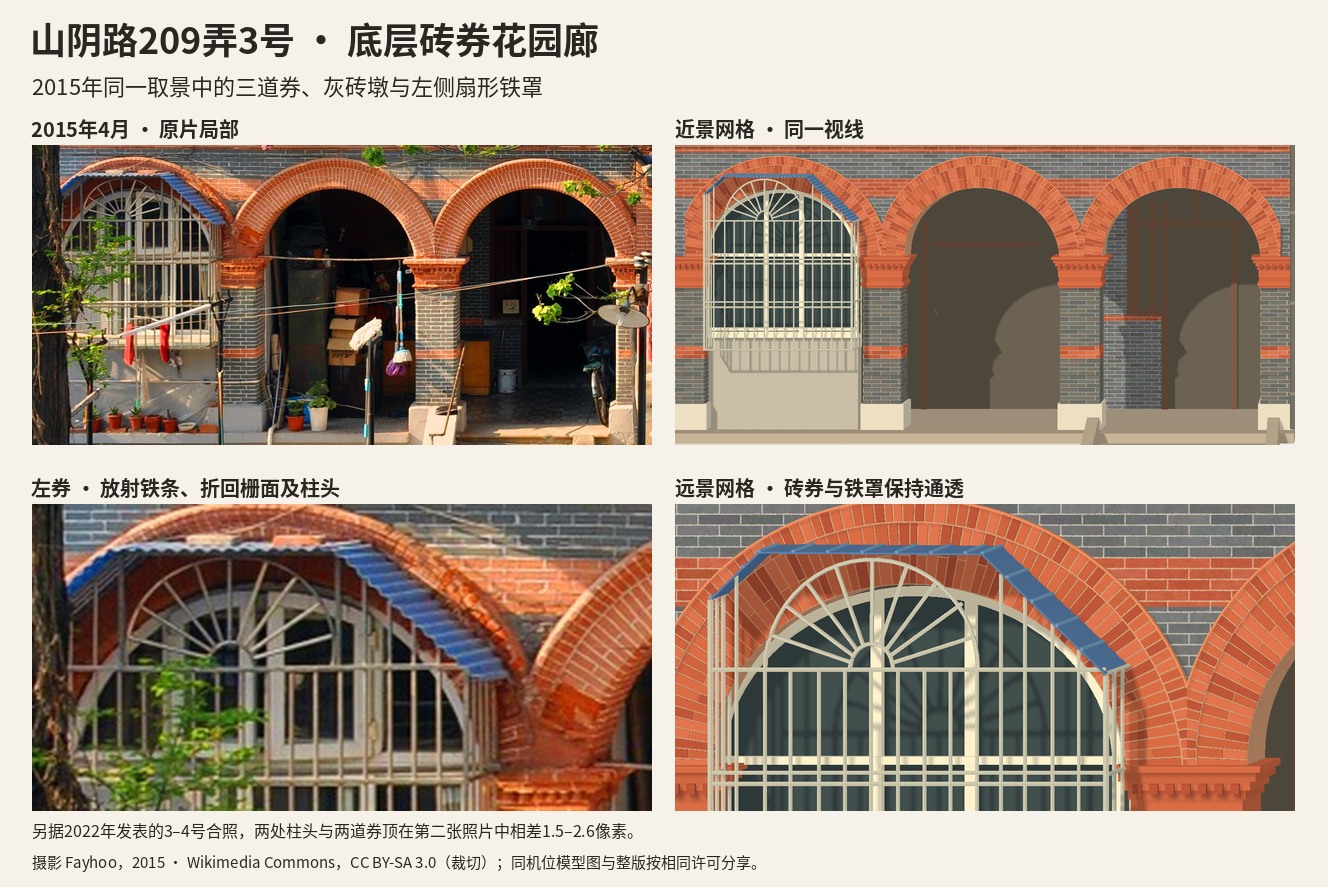 山阴路209弄3号 · 底层砖券花园廊
2015年同一取景中的三道券、灰砖墩与左侧扇形铁罩
2015年4月 · 原片局部
近景网格 · 同一视线
左券 · 放射铁条、折回栅面及柱头
远景网格 · 砖券与铁罩保持通透
另据2022年发表的3–4号合照，两处柱头与两道券顶在第二张照片中相差1.5–2.6像素。
摄影 Fayhoo，2015 · Wikimedia Commons，CC BY-SA 3.0（裁切）；同机位模型图与整版按相同许可分享。